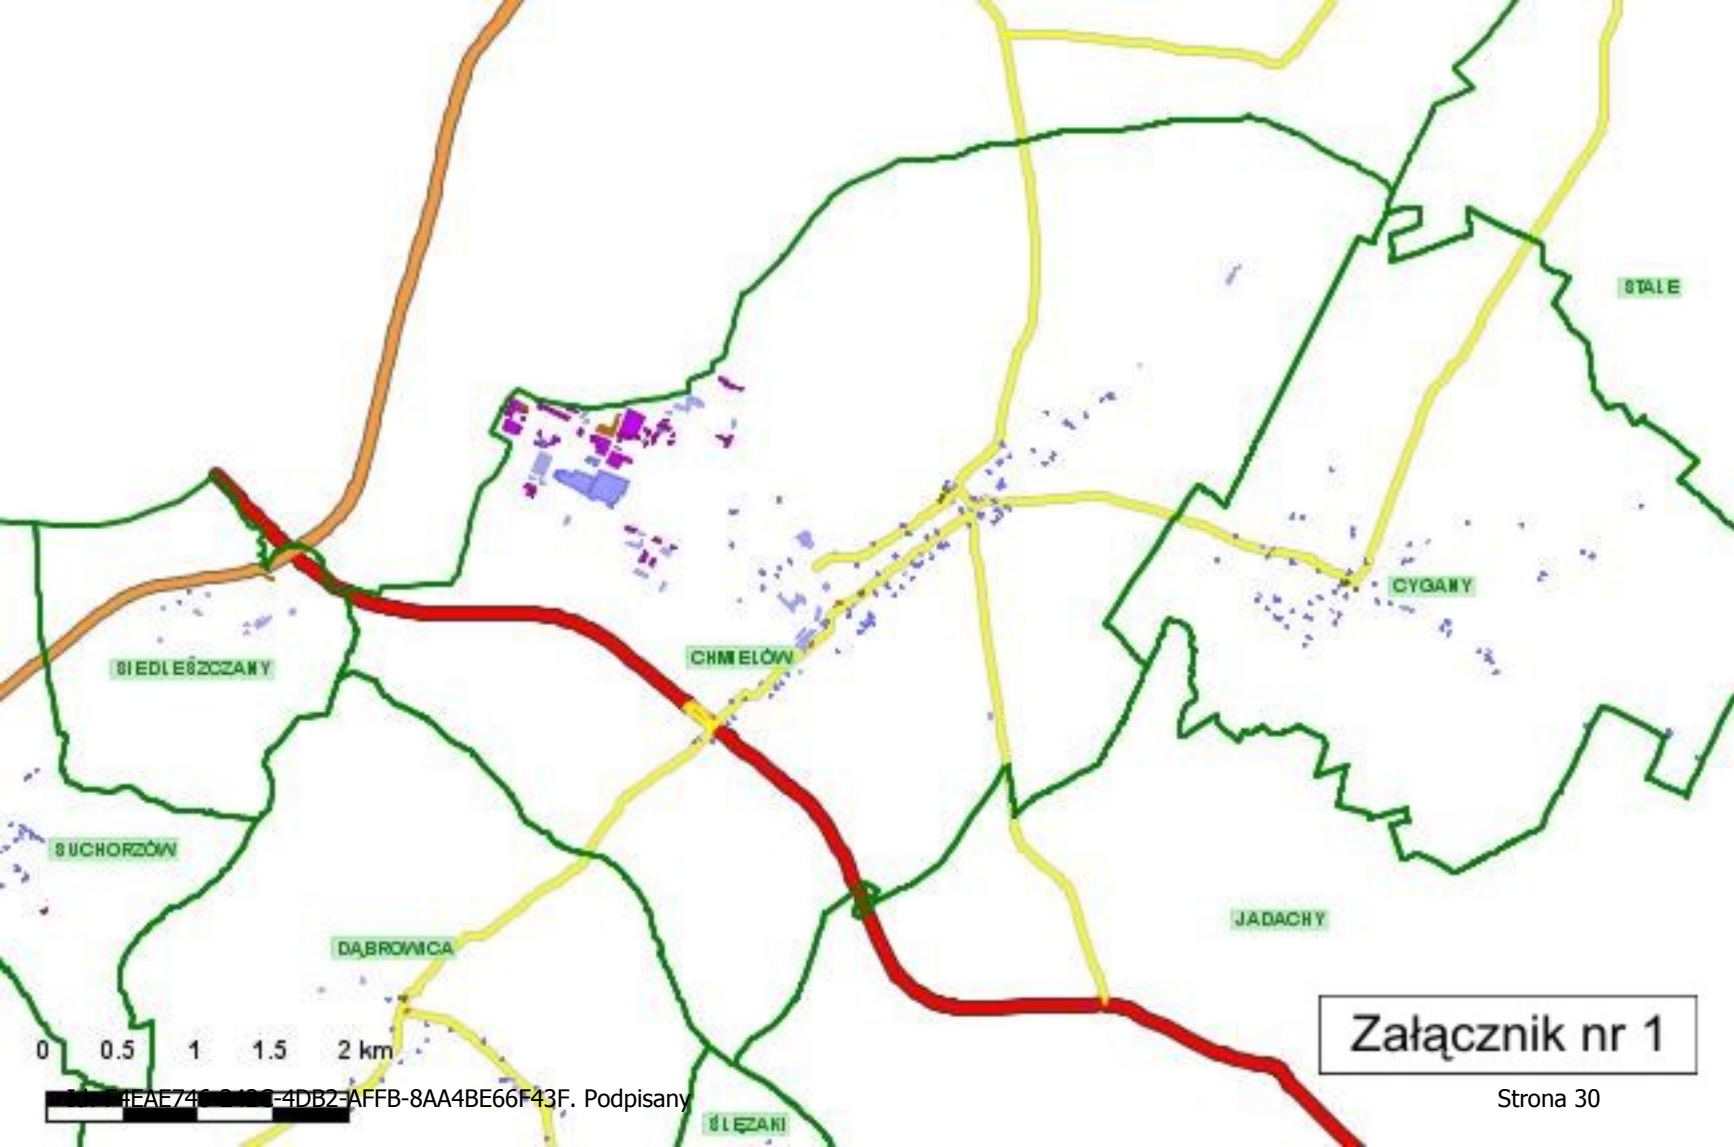 STALE
CYGANY
CHMIELÓW
SIEDLESZCZANY
SUCHORZÓW
JADACHY
DĄBROWICA
Załącznik nr 1
0 0.5 1 1.5 2 km
4DB2-AFFB-8AA4BE66F43F. Podpisany
Strona 30
ŚLĘZAKI